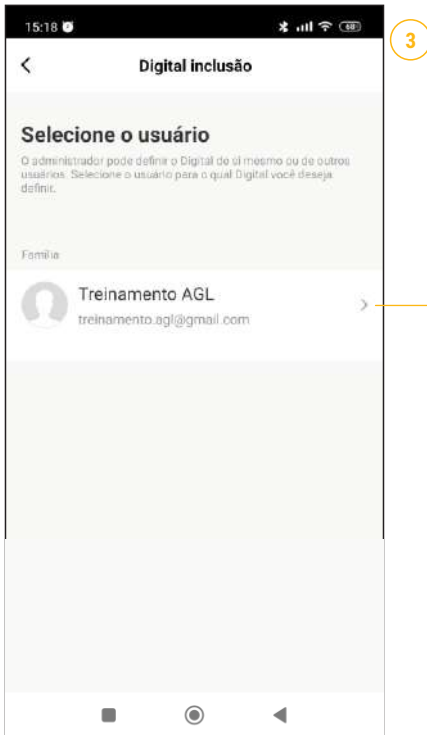 15:18
68
3
Digital inclusão
Selecione o usuário
O administrador pode definir o Digital de si mesmo ou de outros
usuários. Selecione o usuário para o qual Digital você deseja
definir.
Família
Treinamento AGL
treinamento.agl@gmail.com